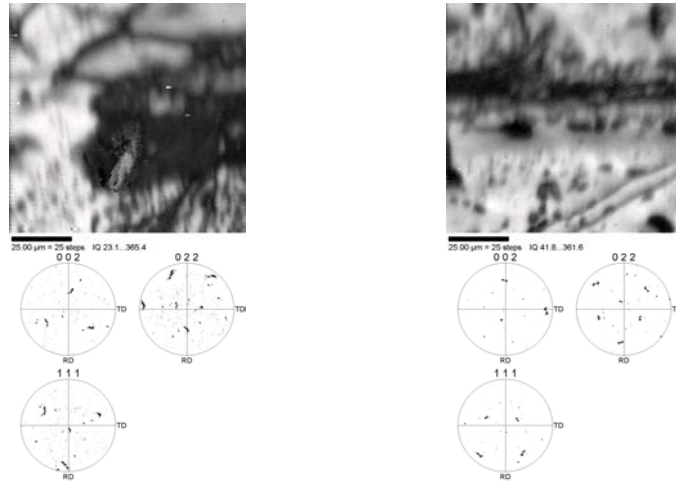 25.00 µm = 25 steps IQ 23.1...365.4
0 0 2
0 2 2
TD
TD
RD
RD
1 1 1
TD
RD
25.00 µm = 25 steps IQ 41.8...361.6
0 0 2
0 2 2
TD
TD
RD
RD
1 1 1
TD
RD